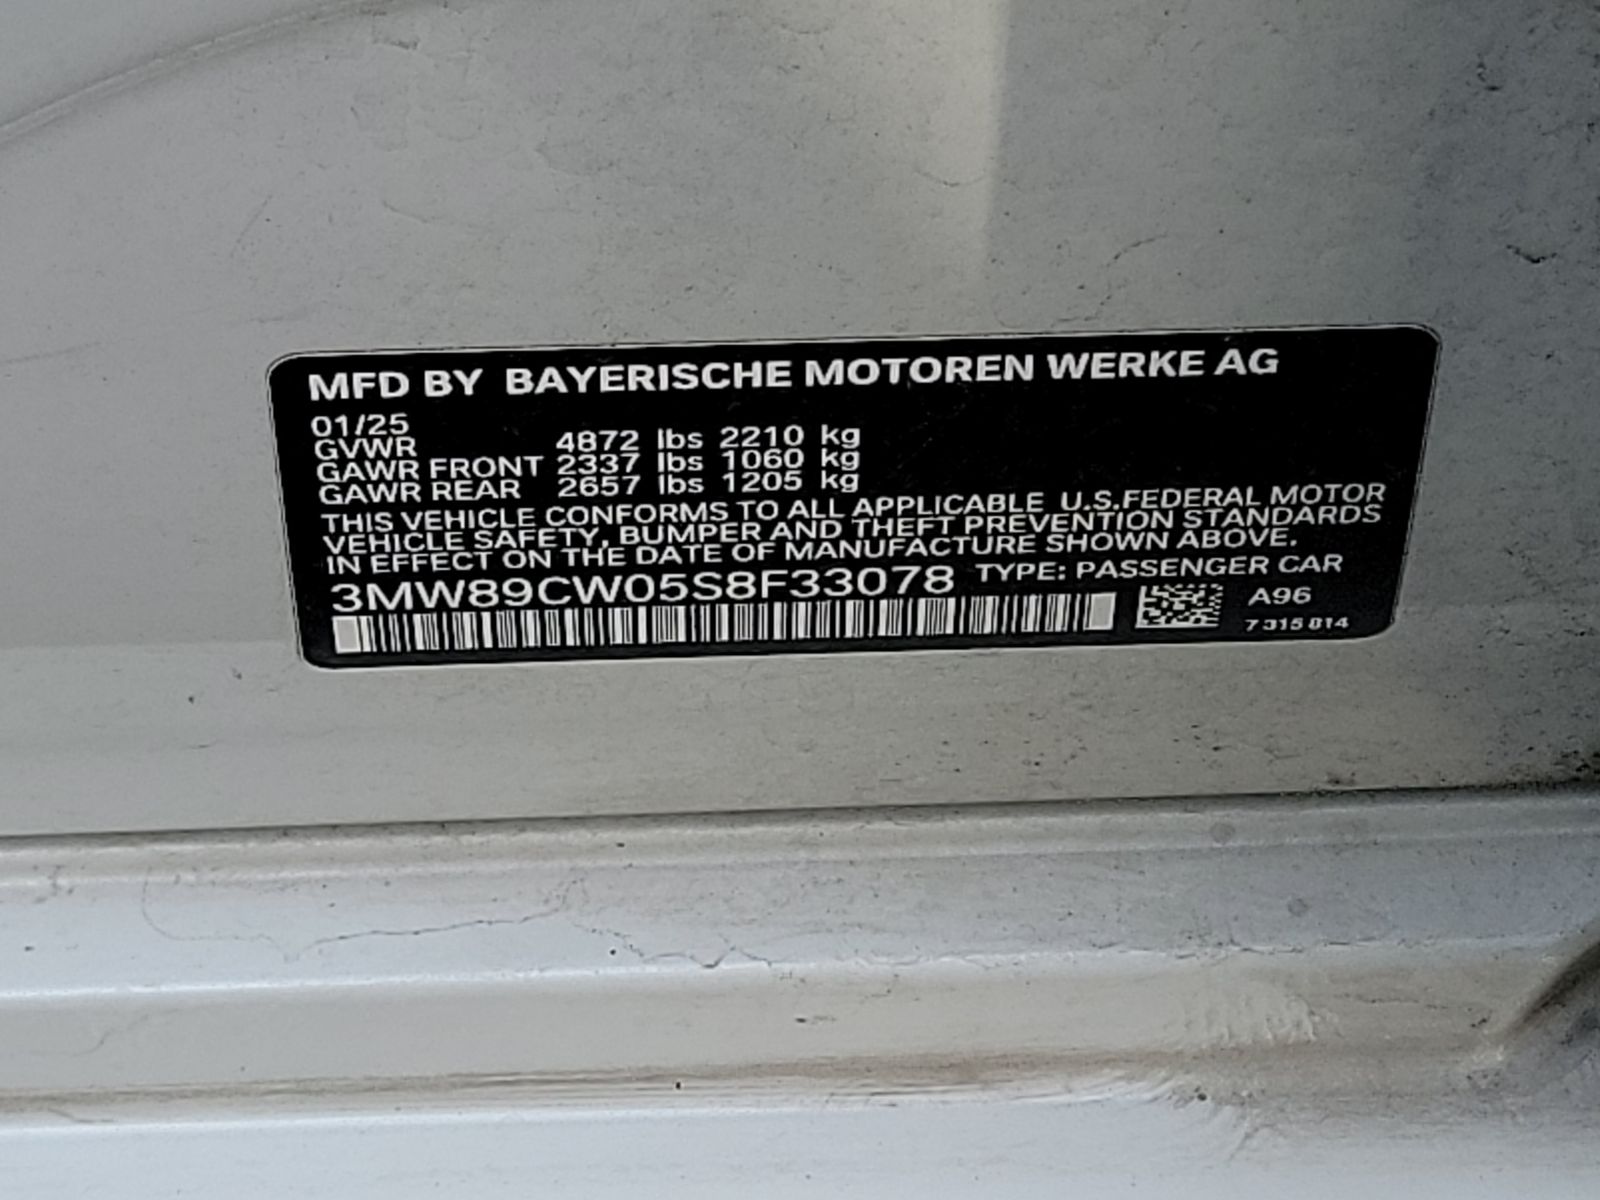 MFD BY BAYERISCHE MOTOREN WERKE AG
01/25
GVWR 4872 lbs 2210 kg
GAWR FRONT 2337 lbs 1060 kg
GAWR REAR 2657 lbs 1205 kg
THIS VEHICLE CONFORMS TO ALL APPLICABLE U.S.FEDERAL MOTOR
VEHICLE SAFETY, BUMPER AND THEFT PREVENTION STANDARDS
IN EFFECT ON THE DATE OF MANUFACTURE SHOWN ABOVE.
3MW89CW05S8F33078 TYPE: PASSENGER CAR
A96
7 315 814